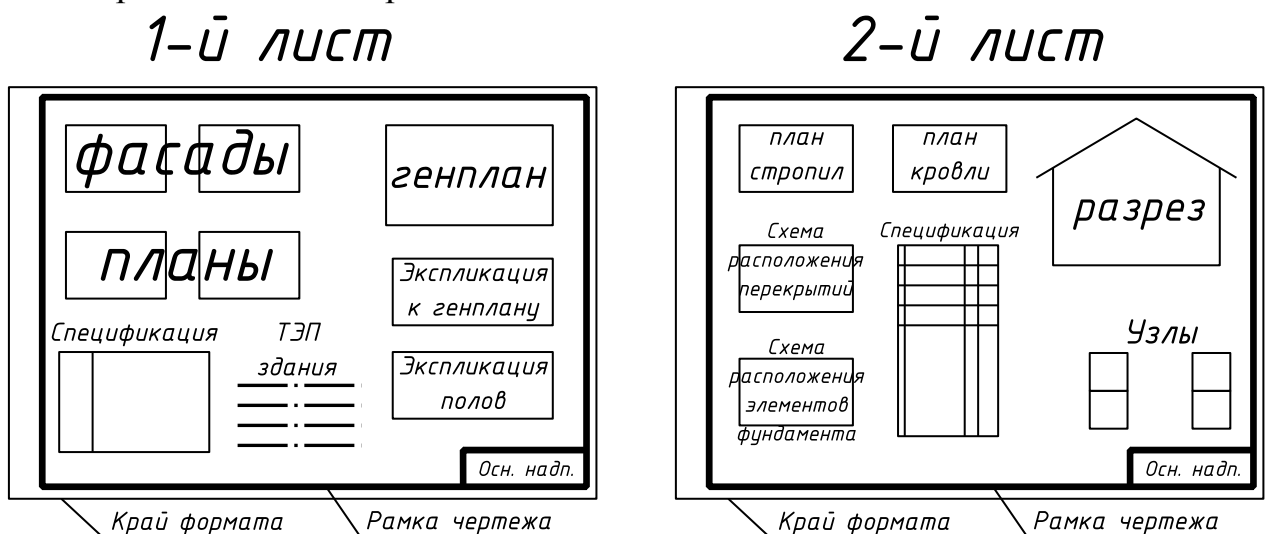 1-й лист
фасады
генплан
планы
Экспликация
к генплану
Спецификация
ТЭП
здания
Экспликация
полов
Осн. надп.
Край формата
Рамка чертежа
2-й лист
план
стропил
план
кровли
разрез
Схема
расположения
перекрытий
Спецификация
Узлы
Схема
расположения
элементов
фундамента
Осн. надп.
Край формата
Рамка чертежа